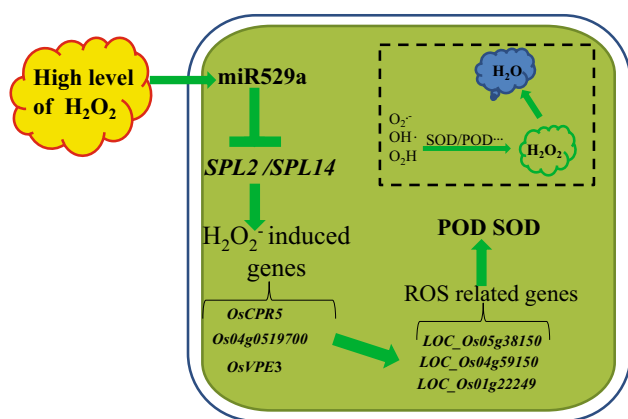 High level
of H₂O₂
miR529a
SPL2 /SPL14
H₂O₂⁻ induced
genes
OsCPR5
Os04g0519700
OsVPE3
O₂·⁻
OH·
O₂H
SOD/POD···
H₂O₂
H₂O
POD SOD
ROS related genes
LOC_Os05g38150
LOC_Os04g59150
LOC_Os01g22249